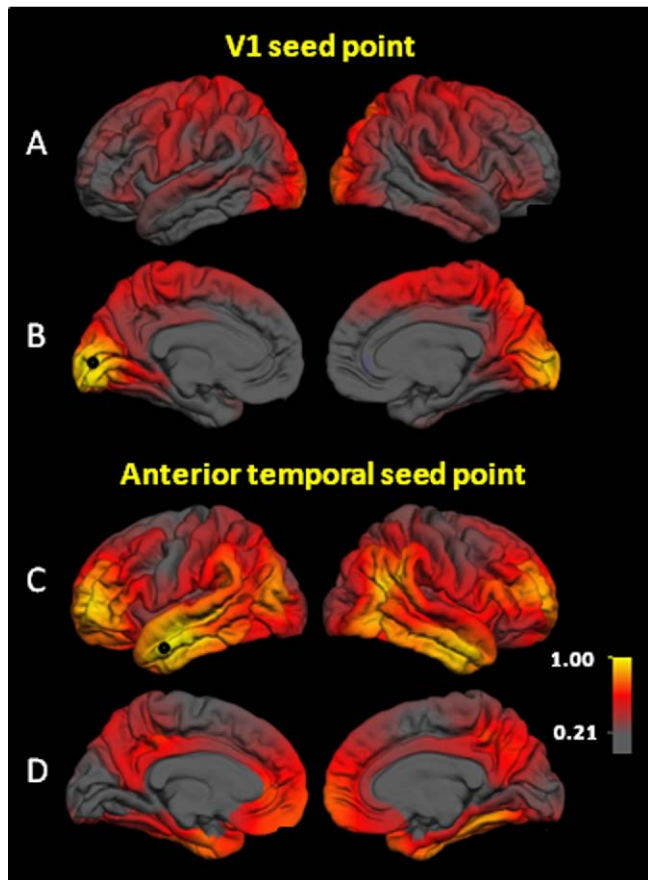 V1 seed point
A
B
Anterior temporal seed point
C
1.00
0.21
D